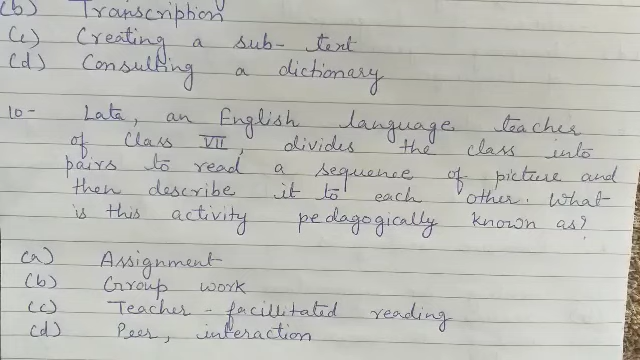 (b) Transcription
(c) Creating a sub- text
(d) Consulting a dictionary
10- Lata, an English language teacher
of Class VII, divides the class into
pairs to read a sequence of picture and
then describe it to each other. What
is this activity pedagogically known as?
(a) Assignment
(b) Group work
(c) Teacher - facillitated reading
(d) Peer, interaction